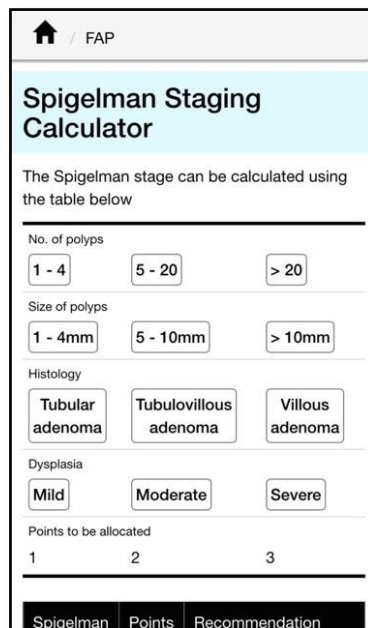 / FAP
Spigelman Staging
Calculator
The Spigelman stage can be calculated using
the table below
No. of polyps
1 - 4 5 - 20 > 20
Size of polyps
1 - 4mm 5 - 10mm > 10mm
Histology
Tubular Tubulovillous Villous
adenoma adenoma adenoma
Dysplasia
Mild Moderate Severe
Points to be allocated
1 2 3
Spigelman Points Recommendation